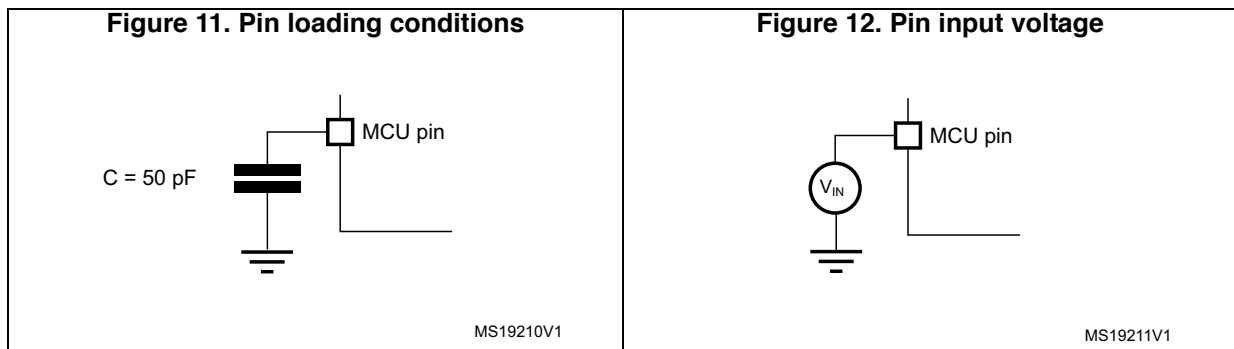 Figure 11. Pin loading conditions
MCU pin
C = 50 pF
MS19210V1
Figure 12. Pin input voltage
MCU pin
VIN
MS19211V1